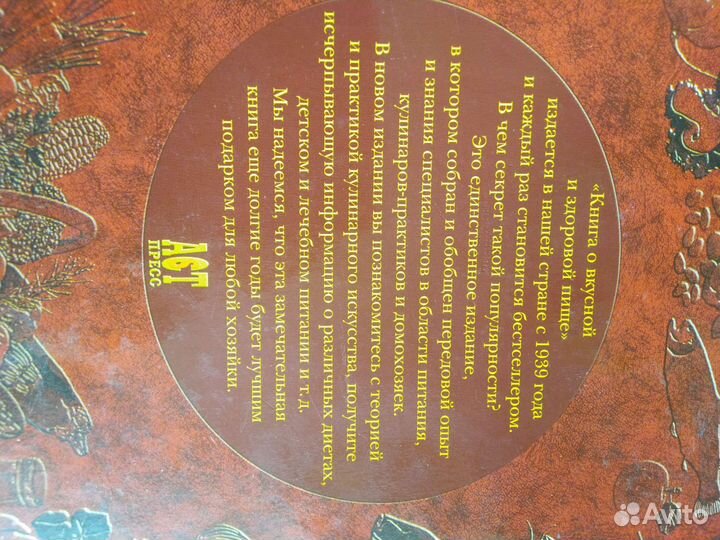 «Книга о вкусной
и здоровой пище»
издается в нашей стране с 1939 года
и каждый раз становится бестселлером.
В чем секрет такой популярности?
Это единственное издание,
в котором собран и обобщен передовой опыт
и знания специалистов в области питания,
кулинаров-практиков и домохозяек.
В новом издании вы познакомитесь с теорией
и практикой кулинарного искусства, получите
исчерпывающую информацию о различных диетах,
детском и лечебном питании и т.д.
Мы надеемся, что эта замечательная
книга еще долгие годы будет лучшим
подарком для любой хозяйки.
АСТ
ПРЕСС
Avito